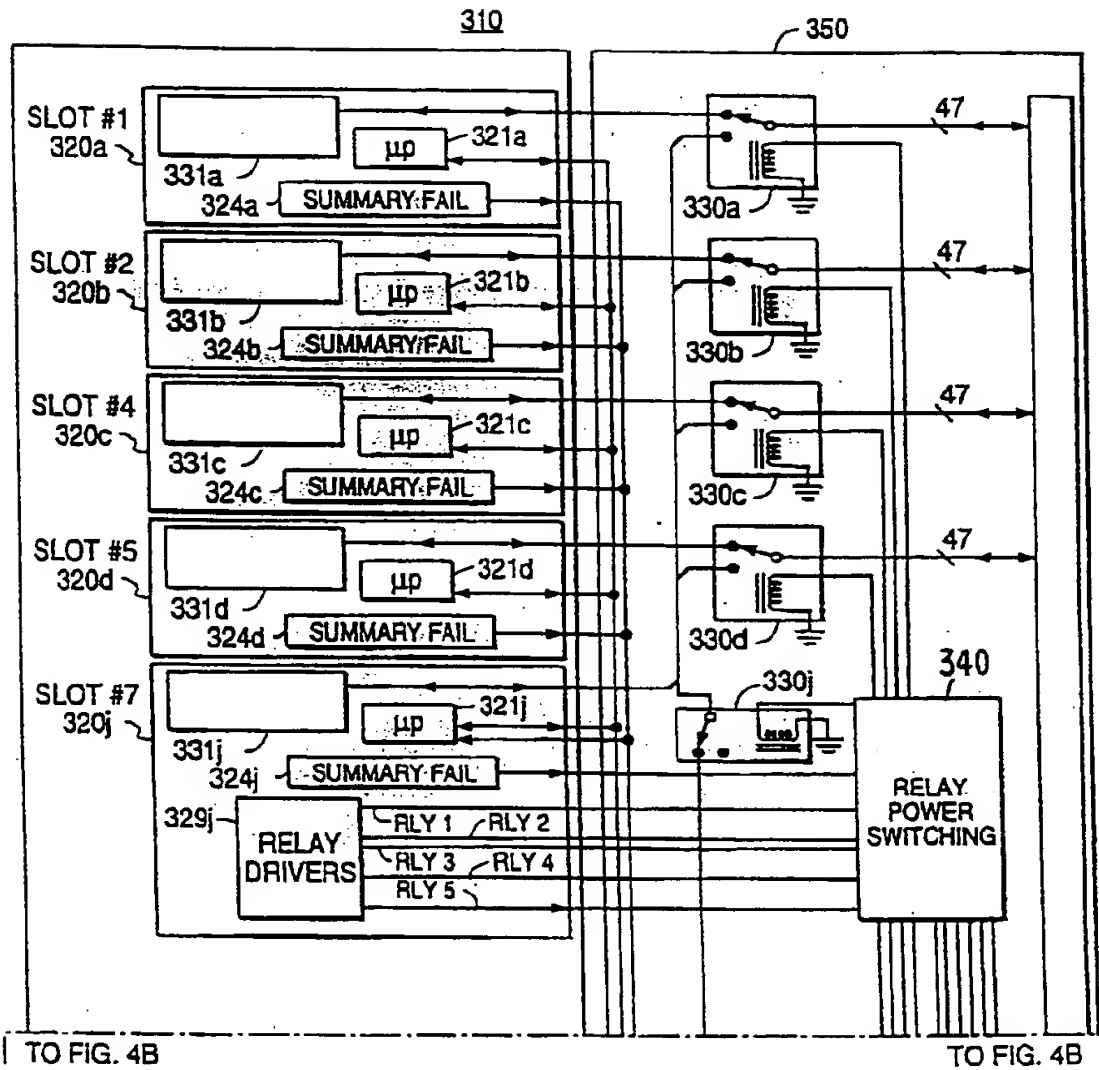 310
350
SLOT #1
320a
331a
µp
321a
324a
SUMMARY FAIL
330a
47
SLOT #2
320b
331b
µp
321b
324b
SUMMARY FAIL
330b
47
SLOT #4
320c
331c
µp
321c
324c
SUMMARY FAIL
330c
47
SLOT #5
320d
331d
µp
321d
324d
SUMMARY FAIL
330d
47
SLOT #7
320j
331j
µp
321j
324j
SUMMARY FAIL
330j
340
RELAY
POWER
SWITCHING
329j
RELAY
DRIVERS
RLY 1
RLY 2
RLY 3
RLY 4
RLY 5
TO FIG. 4B
TO FIG. 4B